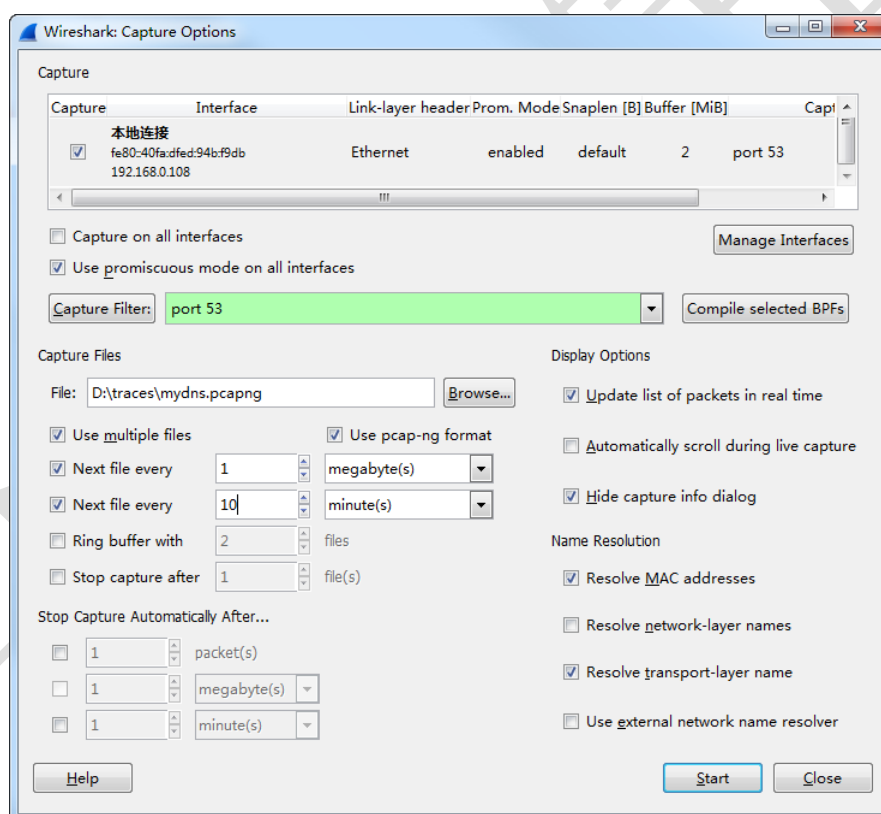 Wireshark: Capture Options
Capture
Capture Interface Link-layer header Prom. Mode Snaplen [B] Buffer [MiB] Capt
本地连接
fe80::40fa:dfed:94b:f9db Ethernet enabled default 2 port 53
192.168.0.108
Capture on all interfaces Manage Interfaces
Use promiscuous mode on all interfaces
Capture Filter: port 53 Compile selected BPFs
Capture Files Display Options
File: D:\traces\mydns.pcapng Browse... Update list of packets in real time
Use multiple files Use pcap-ng format Automatically scroll during live capture
Next file every 1 megabyte(s)
Next file every 10 minute(s) Hide capture info dialog
Ring buffer with 2 files Name Resolution
Stop capture after 1 file(s) Resolve MAC addresses
Stop Capture Automatically After... Resolve network-layer names
1 packet(s)
1 megabyte(s) Resolve transport-layer name
1 minute(s) Use external network name resolver
Help Start Close